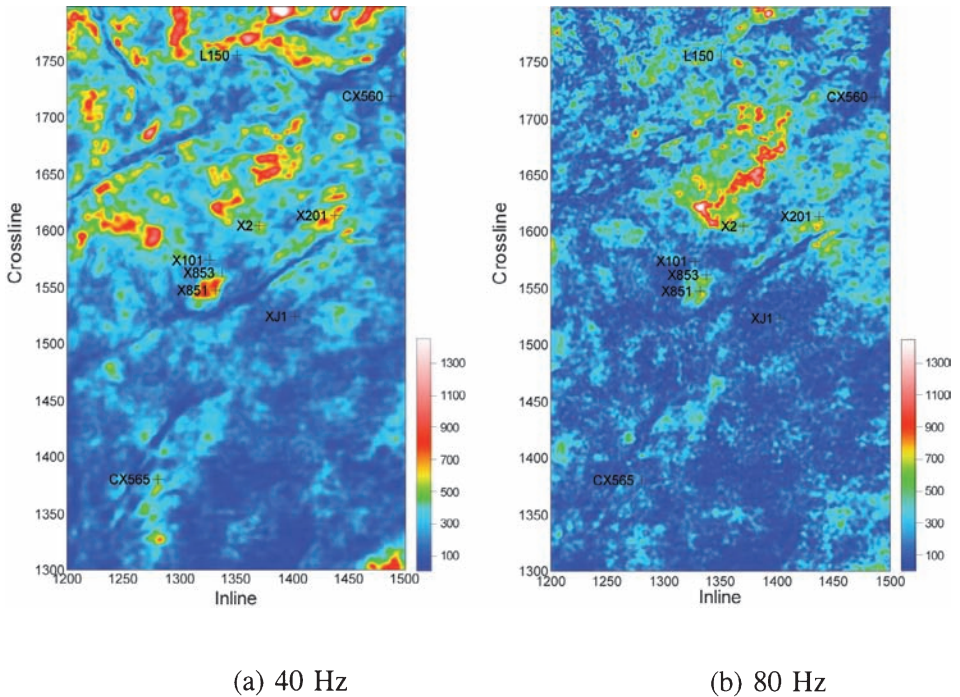 1750
1700
1650
1600
1550
1500
1450
1400
1350
1300
Crossline
1200
1250
1300
1350
1400
1450
1500
Inline
L150
CX560
X201
X2
X101
X853
X851
XJ1
CX565
1300
1100
900
700
500
300
100
1750
1700
1650
1600
1550
1500
1450
1400
1350
1300
Crossline
1200
1250
1300
1350
1400
1450
1500
Inline
L150
CX560
X201
X2
X101
X853
X851
XJ1
CX565
1300
1100
900
700
500
300
100
(a) 40 Hz
(b) 80 Hz